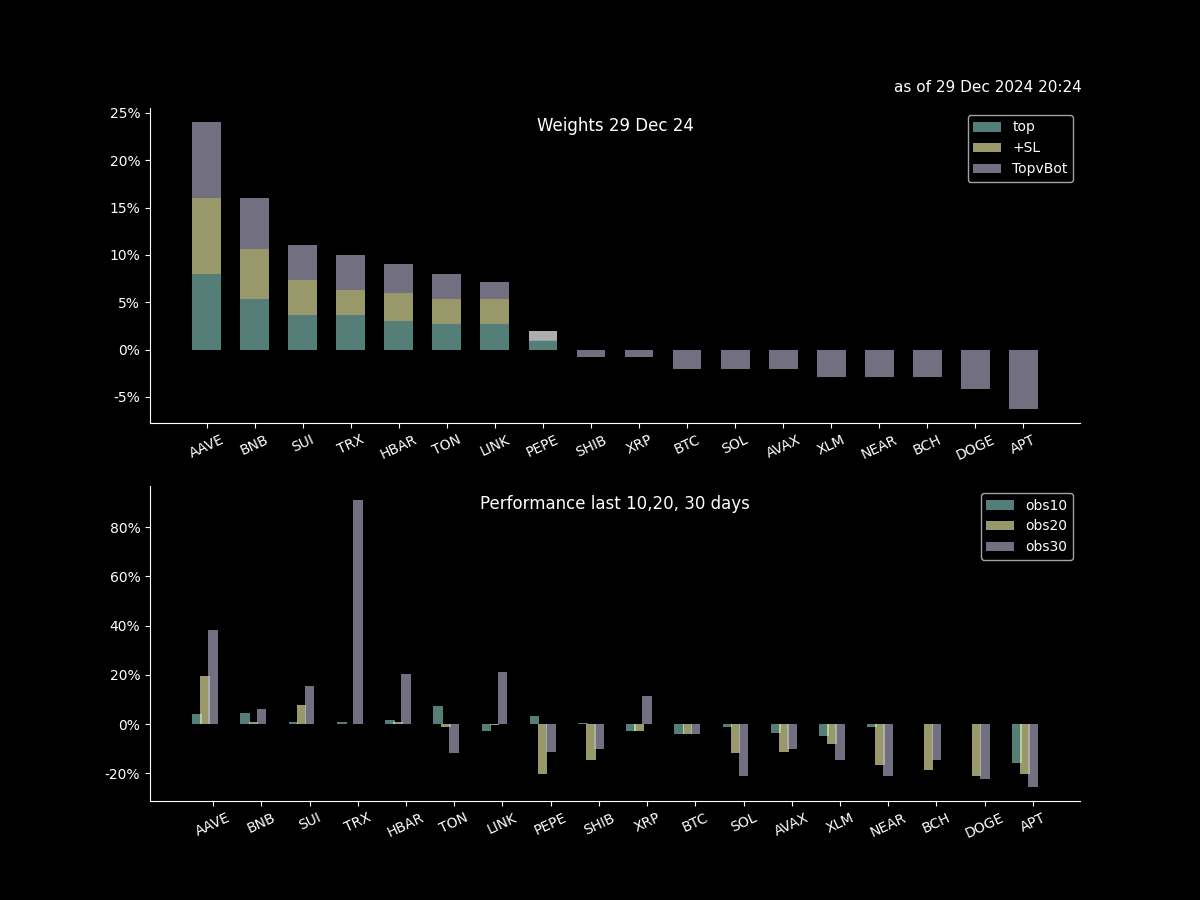 as of 29 Dec 2024 20:24
Weights 29 Dec 24
top
+SL
TopvBot
25%
20%
15%
10%
5%
0%
-5%
AAVE BNB SUI TRX HBAR TON LINK PEPE SHIB XRP BTC SOL AVAX XLM NEAR BCH DOGE APT
Performance last 10,20, 30 days
obs10
obs20
obs30
80%
60%
40%
20%
0%
-20%
AAVE BNB SUI TRX HBAR TON LINK PEPE SHIB XRP BTC SOL AVAX XLM NEAR BCH DOGE APT